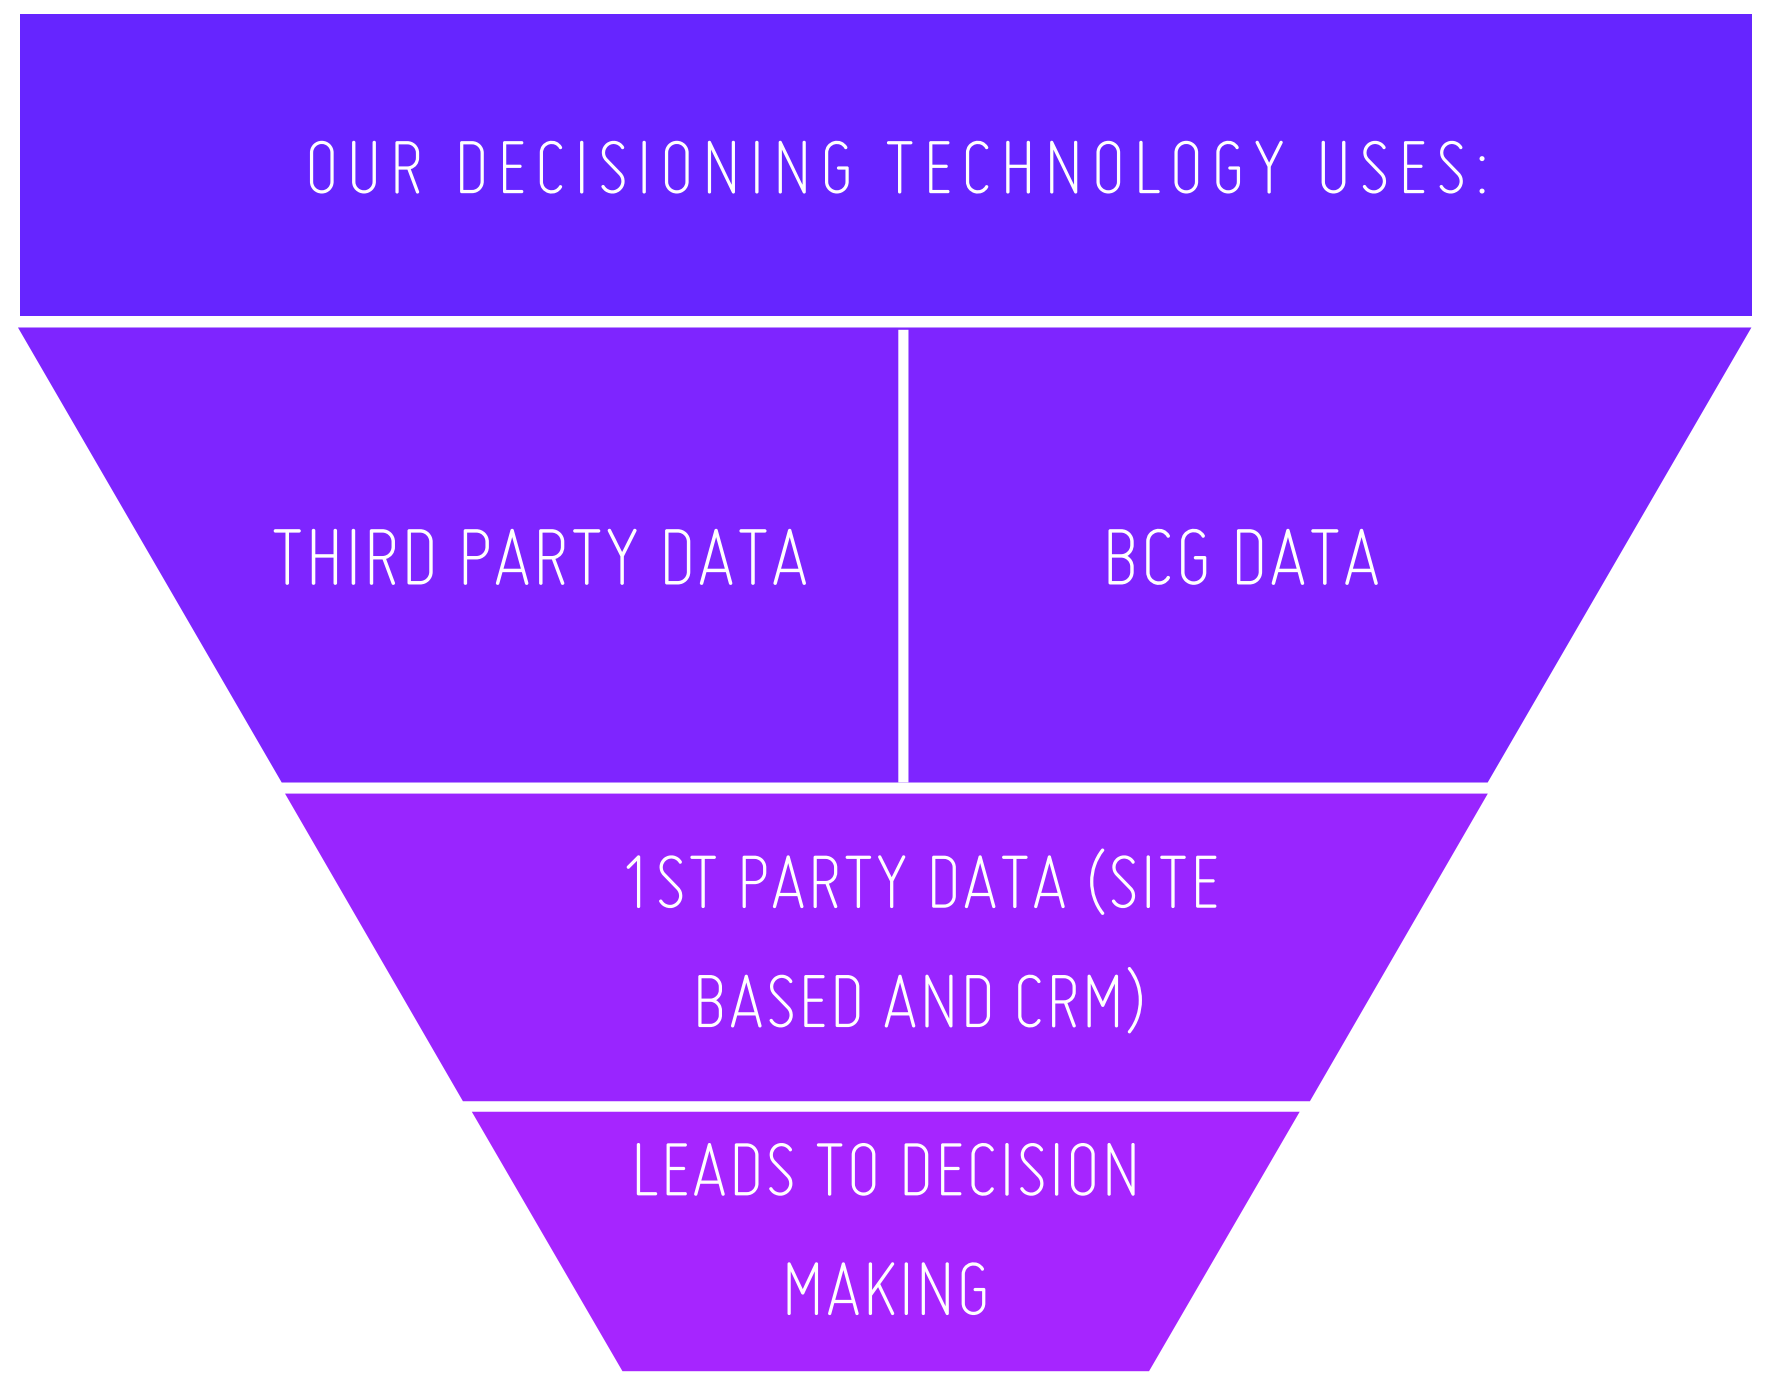 OUR DECISIONING TECHNOLOGY USES:
THIRD PARTY DATA
BCG DATA
1ST PARTY DATA (SITE
BASED AND CRM)
LEADS TO DECISION
MAKING